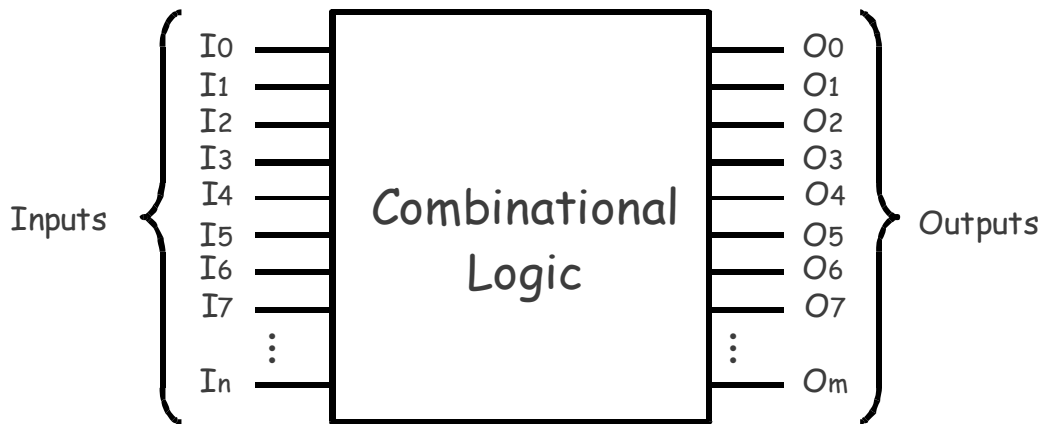 Inputs
I0
I1
I2
I3
I4
I5
I6
I7
⋮
In
Combinational
Logic
O0
O1
O2
O3
O4
O5
O6
O7
⋮
Om
Outputs